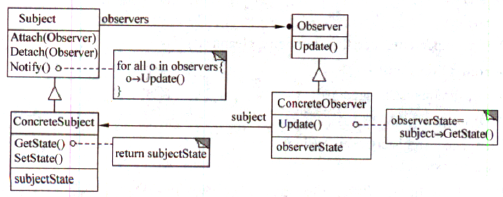 Subject
observers
Observer
Attach(Observer)
Detach(Observer)
Notify()
Update()
for all o in observers{
o→Update()
}
ConcreteSubject
subject
ConcreteObserver
GetState()
SetState()
return subjectState
Update()
observerState=
subject→GetState()
subjectState
observerState